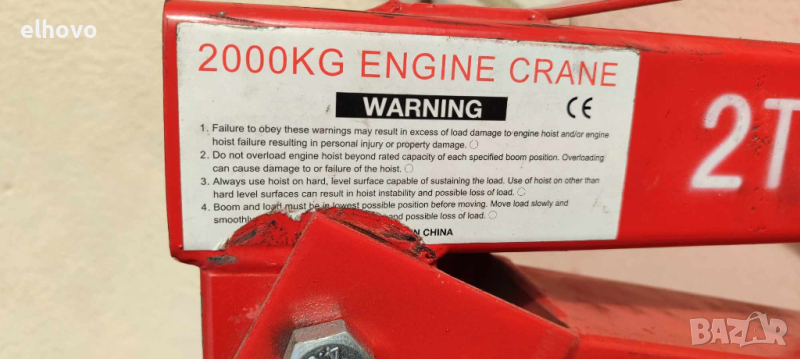 elhovo
2000KG ENGINE CRANE
WARNING
CE
1. Failure to obey these warnings may result in excess of load damage to engine hoist and/or engine
hoist failure resulting in personal injury or property damage.
2. Do not overload engine hoist beyond rated capacity of each specified boom position. Overloading
can cause damage to or failure of the hoist.
3. Always use hoist on hard, level surface capable of sustaining the load. Use of hoist on other than
hard level surfaces can result in hoist instability and possible loss of load.
4. Boom and load must be in lowest possible position before moving. Move load slowly and
and possible loss of load.
CHINA
2T
BAZAR